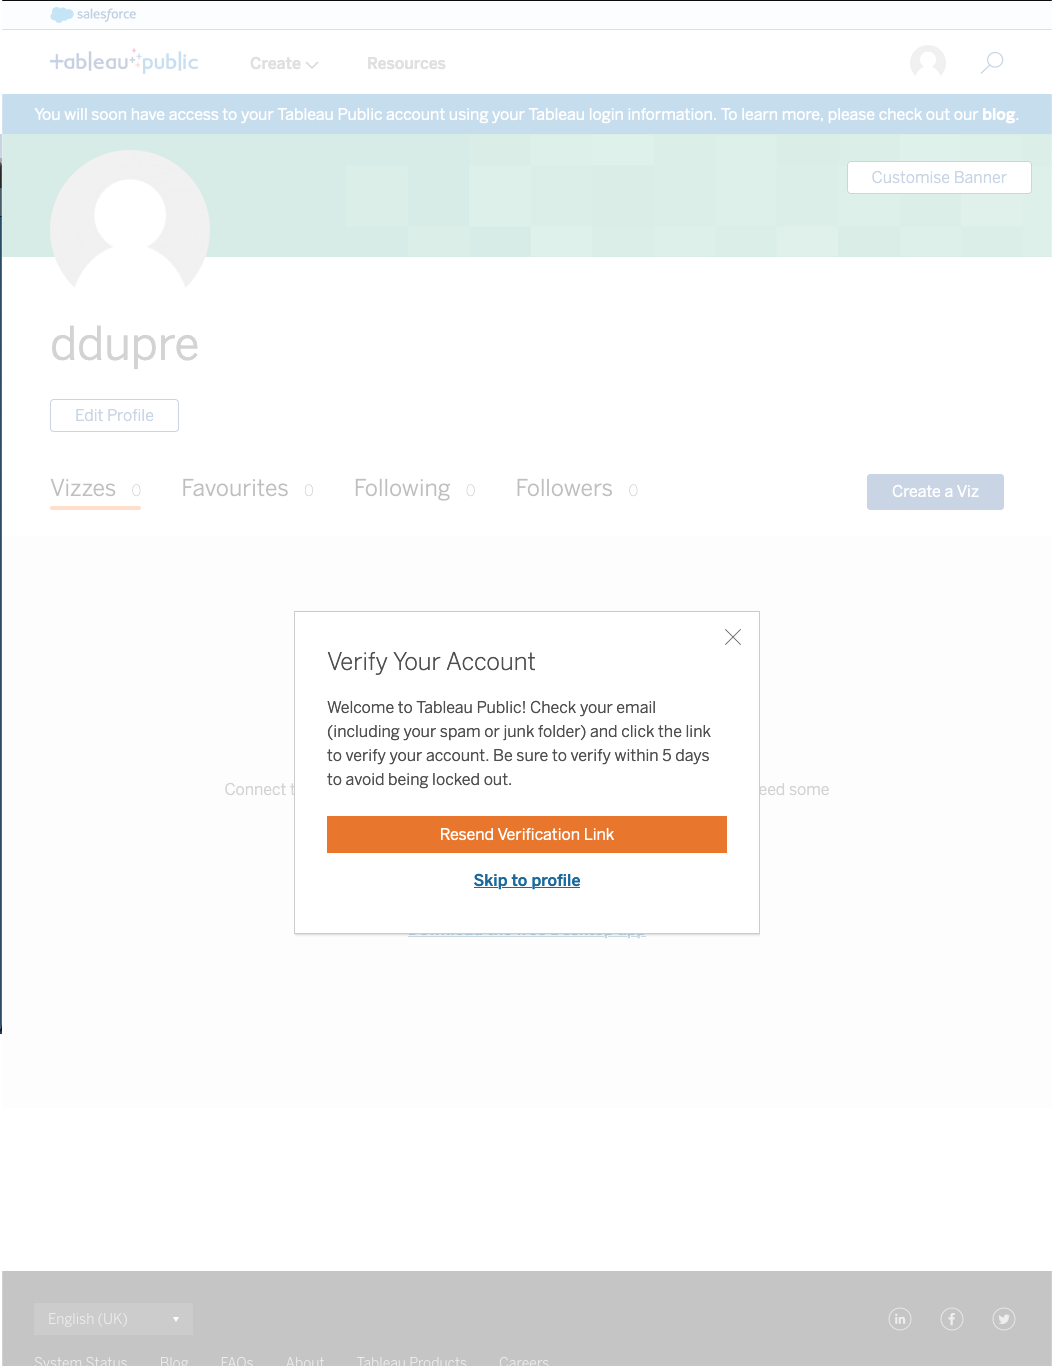 salesforce
tableau public
Create
Resources
You will soon have access to your Tableau Public account using your Tableau login information. To learn more, please check out our blog.
Customise Banner
ddupre
Edit Profile
Vizzes 0 Favourites 0 Following 0 Followers 0
Create a Viz
Verify Your Account
Welcome to Tableau Public! Check your email
(including your spam or junk folder) and click the link
to verify your account. Be sure to verify within 5 days
to avoid being locked out.
Connect
some
Resend Verification Link
Skip to profile
English (UK)
System Status Blog FAQs About Tableau Products Careers